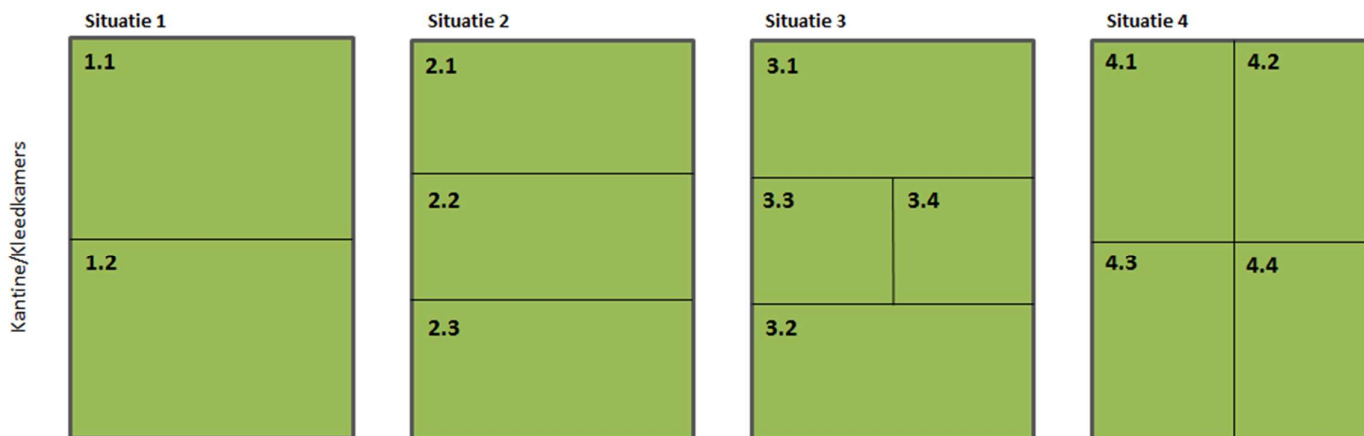 Situatie 1
Situatie 2
Situatie 3
Situatie 4
Kantine/Kleedkamers
1.1
1.2
2.1
2.2
2.3
3.1
3.3
3.4
3.2
4.1
4.2
4.3
4.4